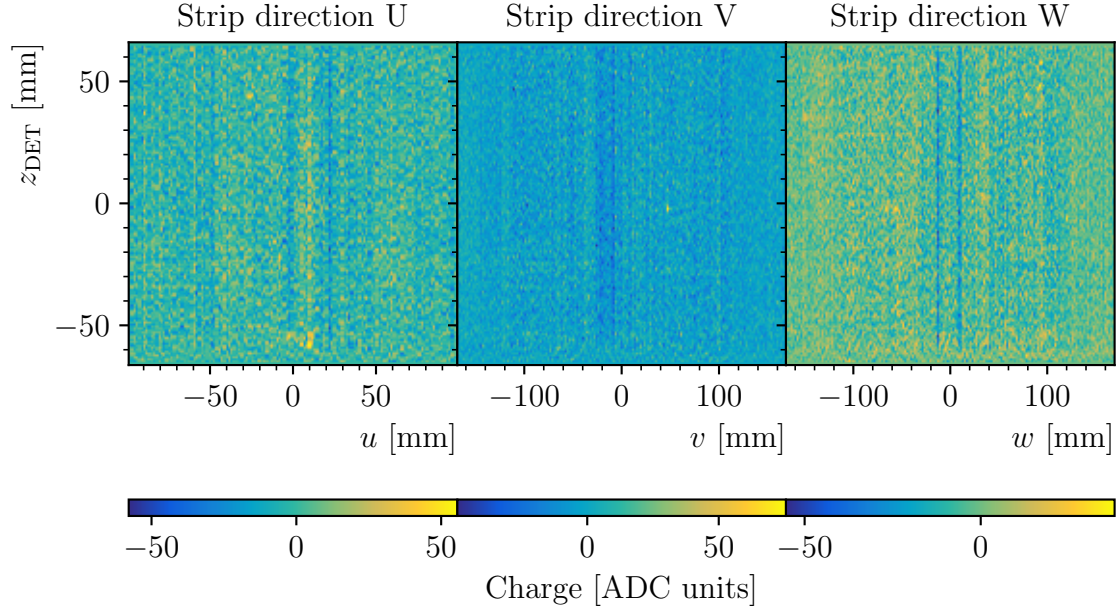 Strip direction U Strip direction V Strip direction W
z_DET [mm]
50
0
−50
−50 0 50 −100 0 100 −100 0 100
u [mm] v [mm] w [mm]
−50 0 50 −50 0 50 −50 0
Charge [ADC units]